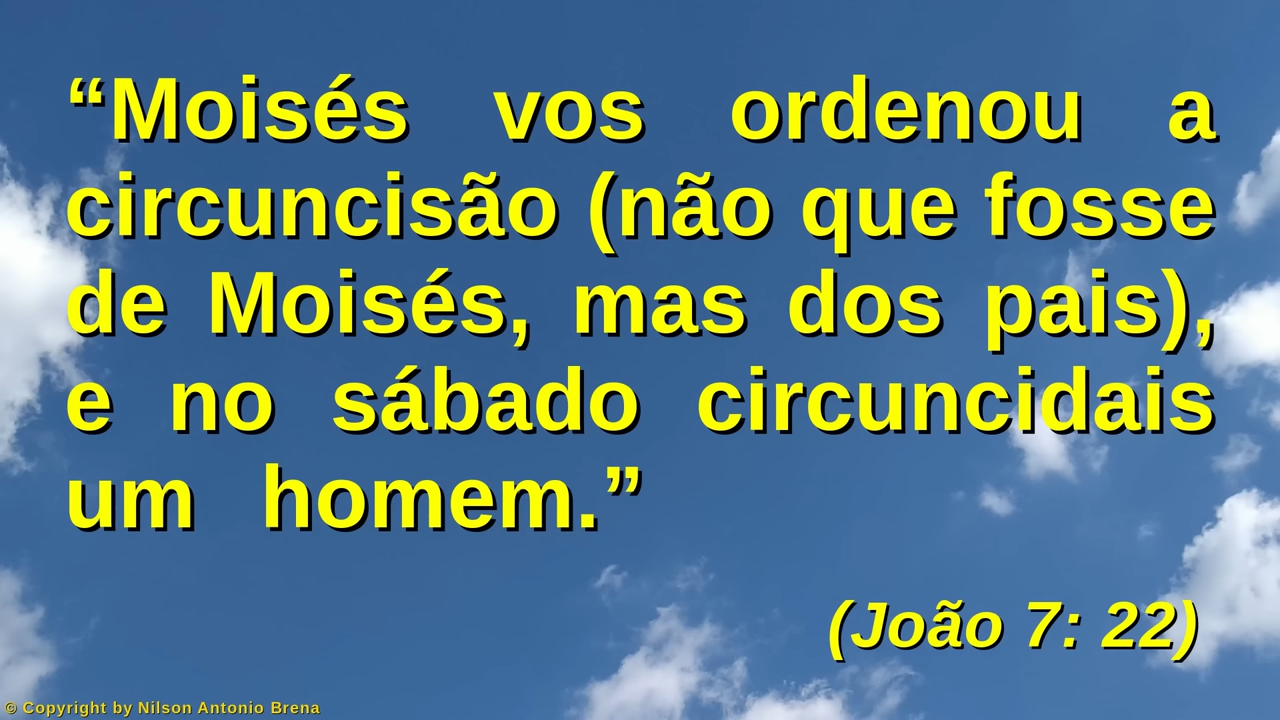 “Moisés vos ordenou a
circuncisão (não que fosse
de Moisés, mas dos pais),
e no sábado circuncidais
um homem.”
(João 7: 22)
© Copyright by Nilson Antonio Brena